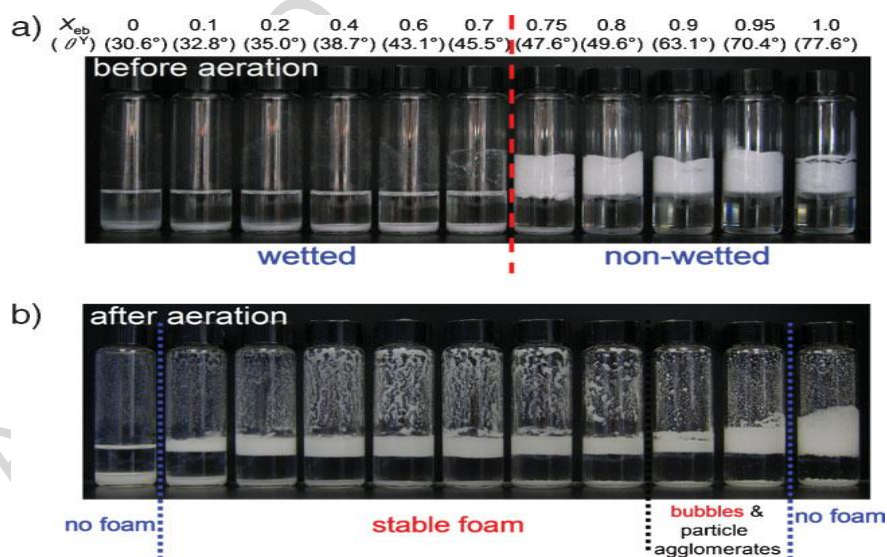 a) X_eb 0 0.1 0.2 0.4 0.6 0.7 0.75 0.8 0.9 0.95 1.0
(θ^Y) (30.6°) (32.8°) (35.0°) (38.7°) (43.1°) (45.5°) (47.6°) (49.6°) (63.1°) (70.4°) (77.6°)
before aeration
wetted non-wetted
b)
after aeration
no foam stable foam bubbles & particle agglomerates no foam